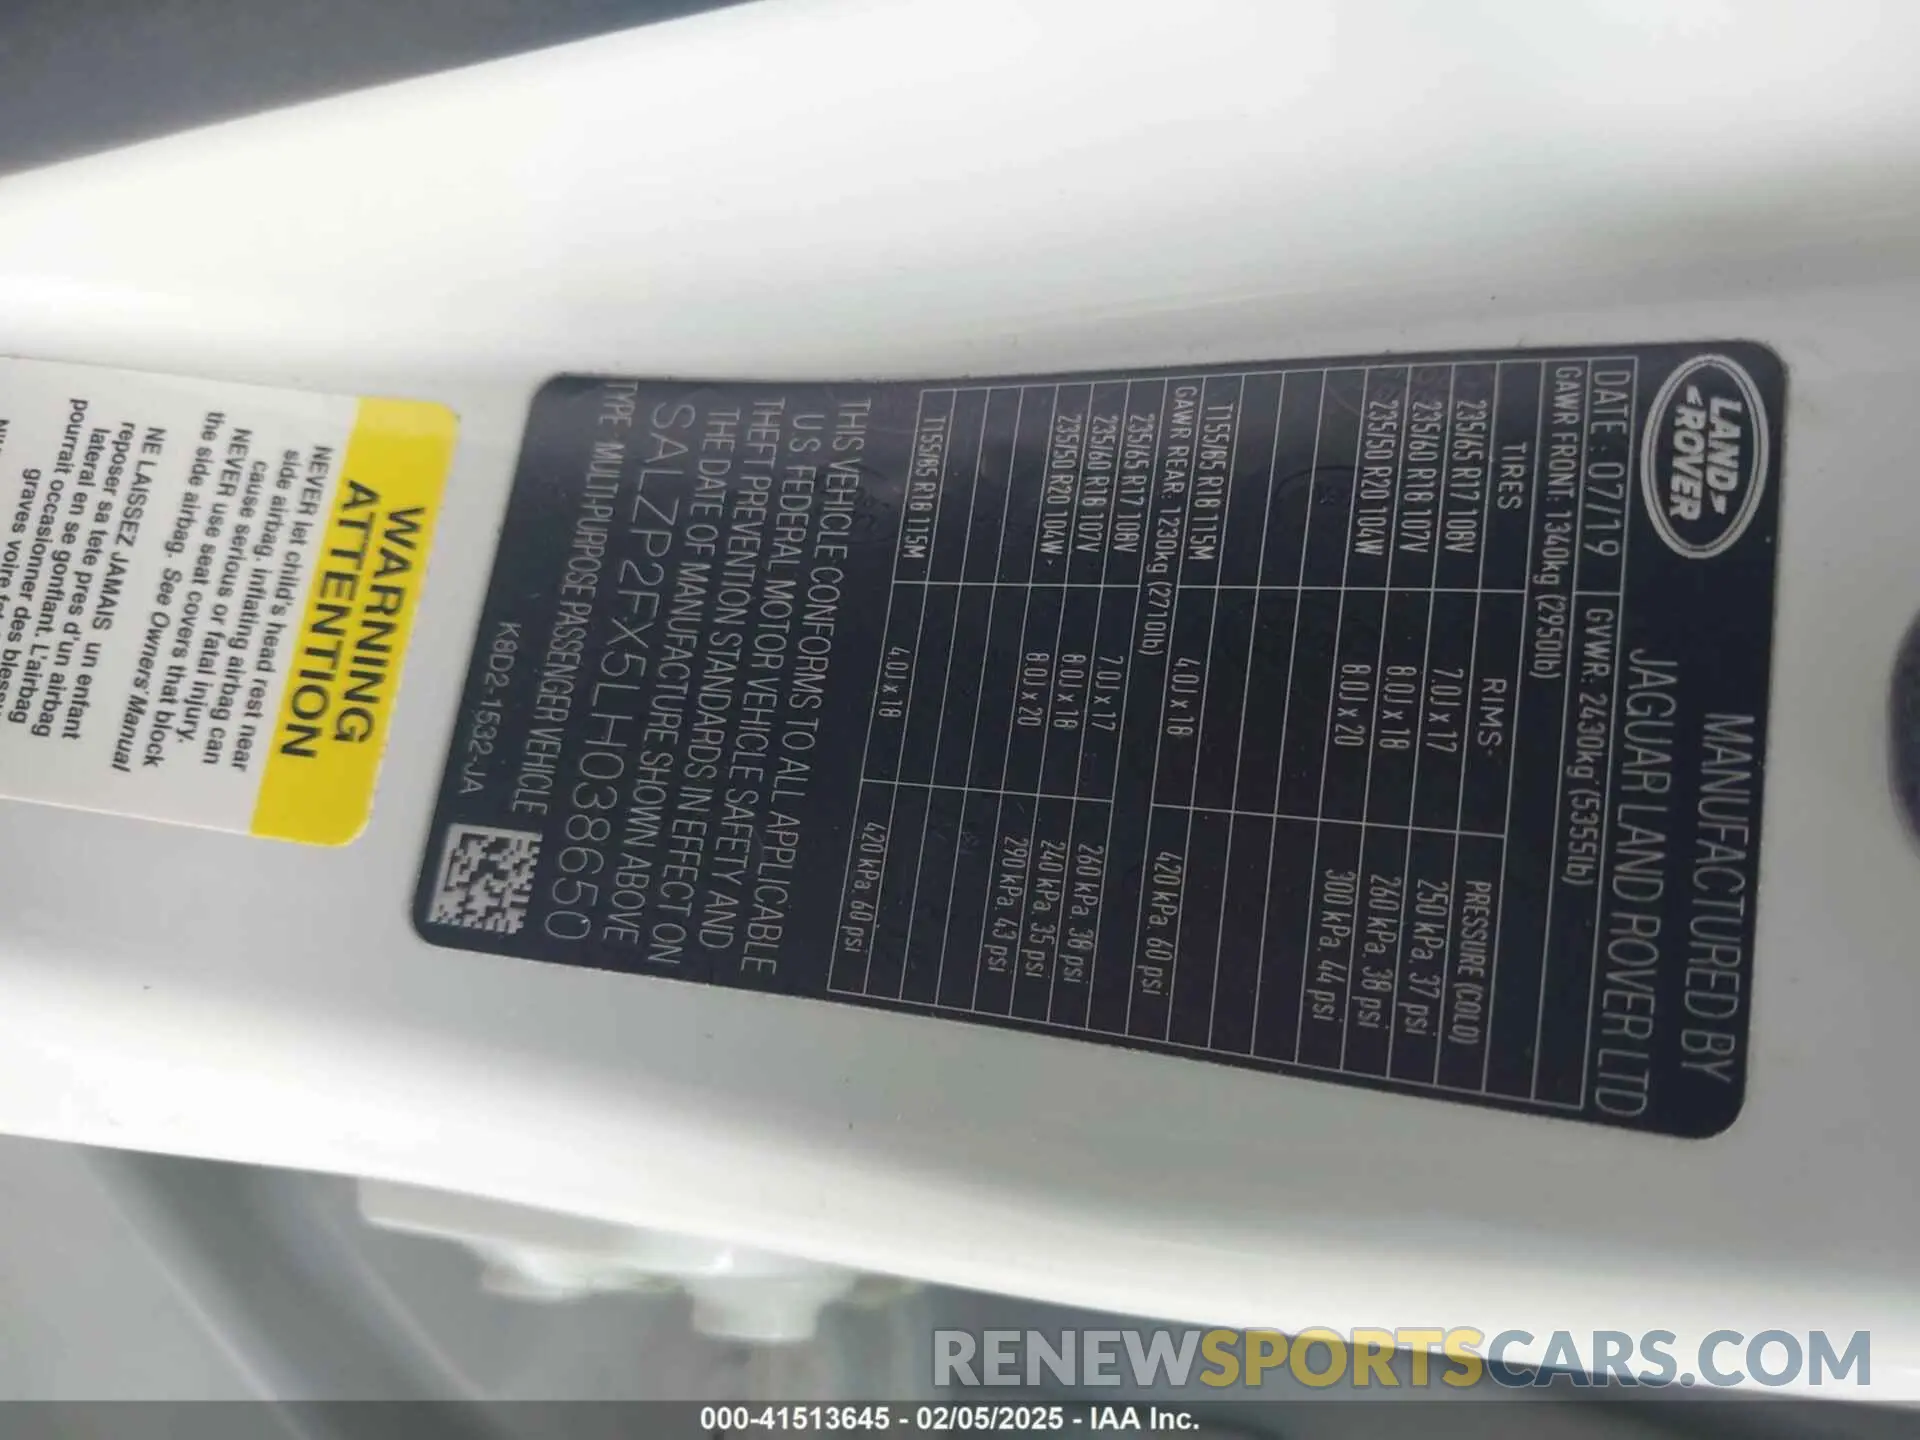 LAND
ROVER
MANUFACTURED BY
JAGUAR LAND ROVER LTD
DATE : 07/19 GVWR: 2430kg (5355lb)
GAWR FRONT: 1340kg (2950lb)
TIRES RIMS PRESSURE (COLD)
235/65 R17 108V 7.0J x 17 250 kPa. 37 psi
235/60 R18 107V 8.0J x 18 260 kPa. 38 psi
235/50 R20 104W 8.0J x 20 300 kPa. 44 psi
T155/85 R18 115M 4.0J x 18 420 kPa. 60 psi
GAWR REAR: 1230kg (2710lb)
235/65 R17 108V 7.0J x 17 260 kPa. 38 psi
235/60 R18 107V 8.0J x 18 240 kPa. 35 psi
235/50 R20 104W 8.0J x 20 290 kPa. 43 psi
T155/85 R18 115M 4.0J x 18 420 kPa. 60 psi
THIS VEHICLE CONFORMS TO ALL APPLICABLE
U.S FEDERAL MOTOR VEHICLE SAFETY AND
THEFT PREVENTION STANDARDS IN EFFECT ON
THE DATE OF MANUFACTURE SHOWN ABOVE
SALZP2FX5LH038650
TYPE: MULTI-PURPOSE PASSENGER VEHICLE
K8D2-1532-JA
WARNING
ATTENTION
NEVER let child's head rest near
side airbag. Inflating airbag can
cause serious or fatal injury.
NEVER use seat covers that block
the side airbag. See Owners' Manual
NE LAISSEZ JAMAIS un enfant
reposer sa tete pres d'un airbag
lateral en se gonflant. L'airbag
pourrait occasionner des blessures
graves voire
RENEWSPORTSCARS.COM
000-41513645 - 02/05/2025 - IAA Inc.